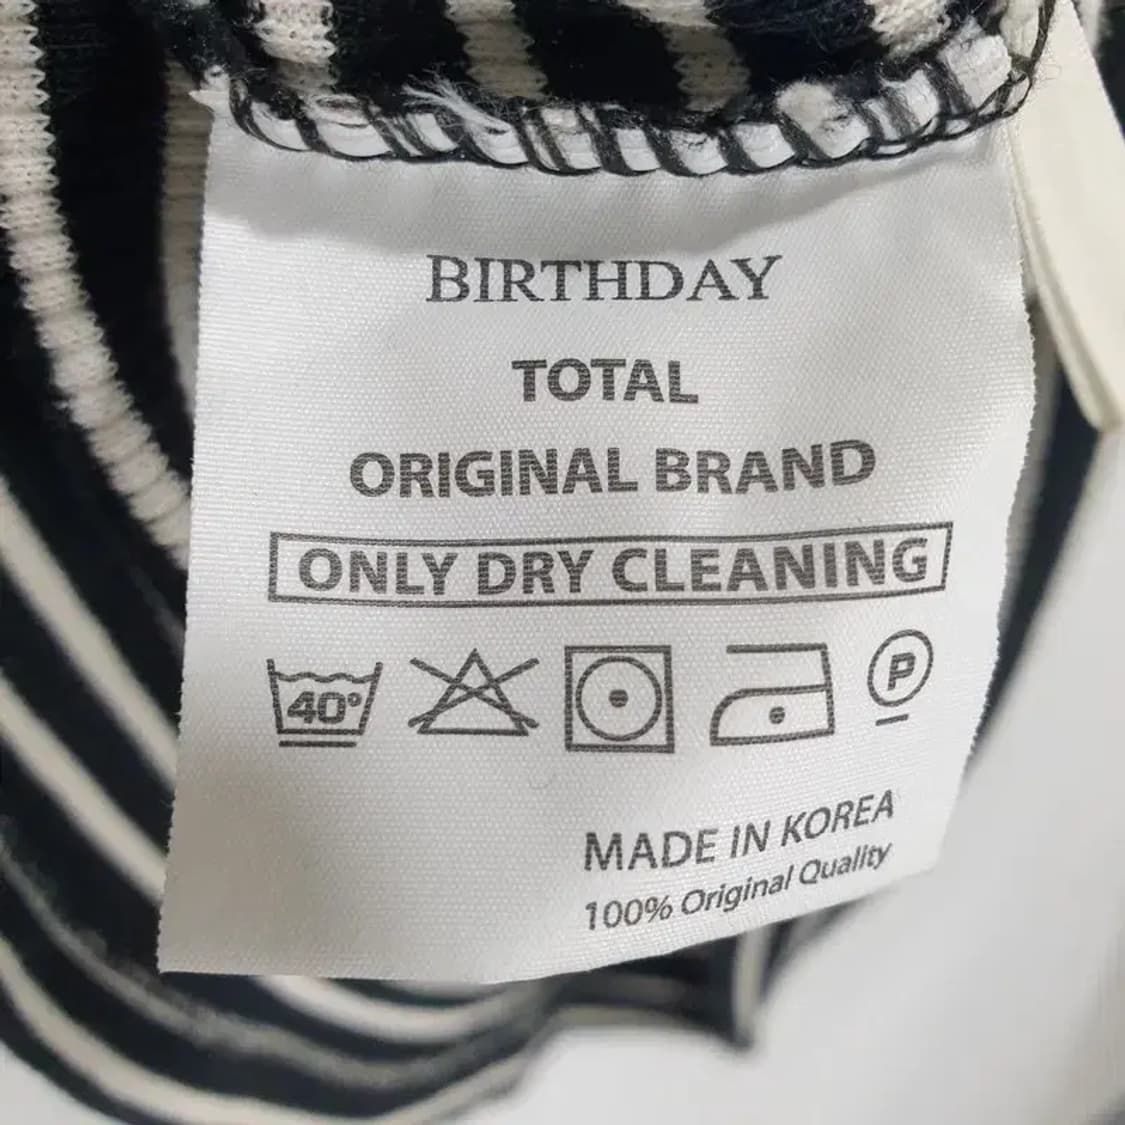 BIRTHDAY
TOTAL
ORIGINAL BRAND
ONLY DRY CLEANING
40° P
MADE IN KOREA
100% Original Quality